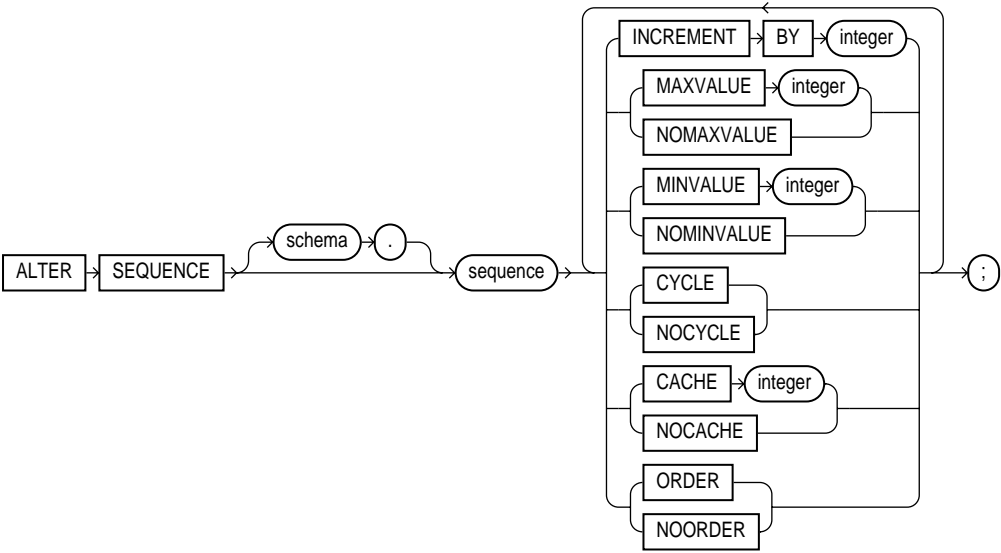 INCREMENT BY integer
MAXVALUE integer
NOMAXVALUE
MINVALUE integer
NOMINVALUE
schema .
ALTER SEQUENCE sequence ;
CYCLE
NOCYCLE
CACHE integer
NOCACHE
ORDER
NOORDER